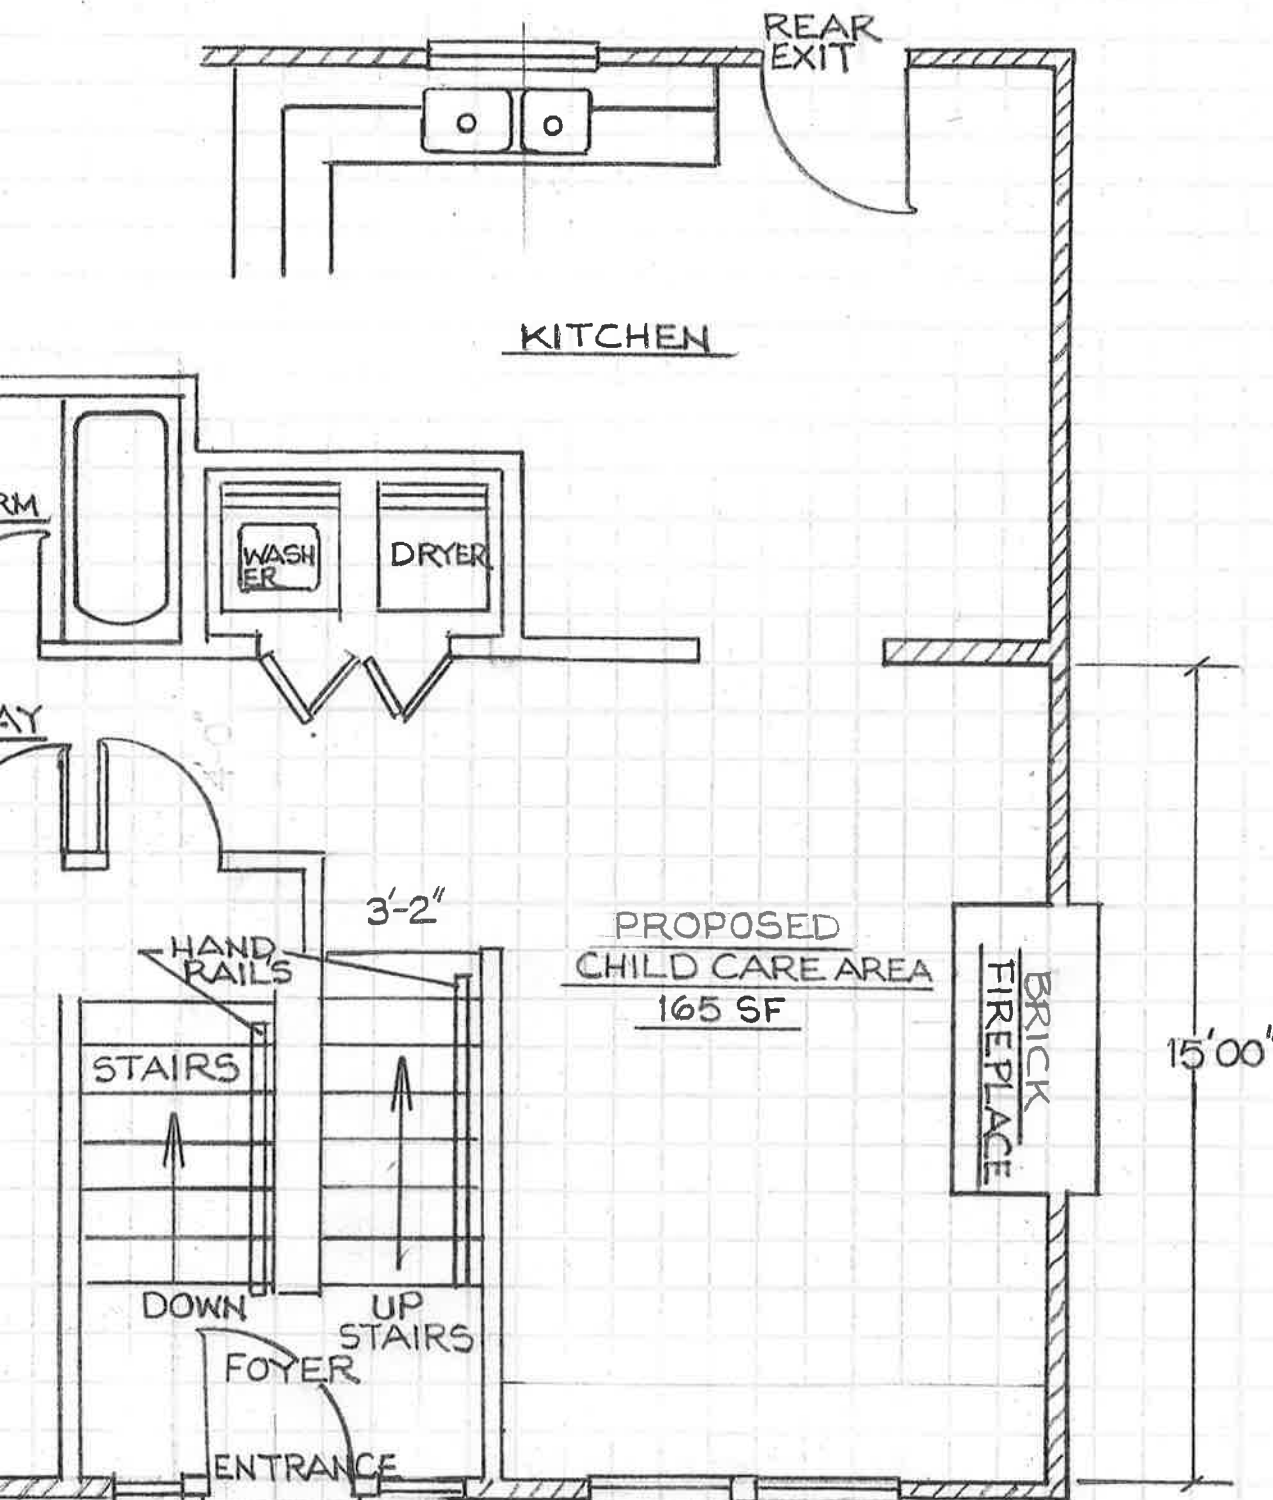 REAR
EXIT
KITCHEN
RM
WASH
ER
DRYER
AY
3'-2"
HAND
RAILS
PROPOSED
CHILD CARE AREA
165 SF
BRICK
FIREPLACE
15'00"
STAIRS
DOWN
UP
STAIRS
FOYER
ENTRANCE